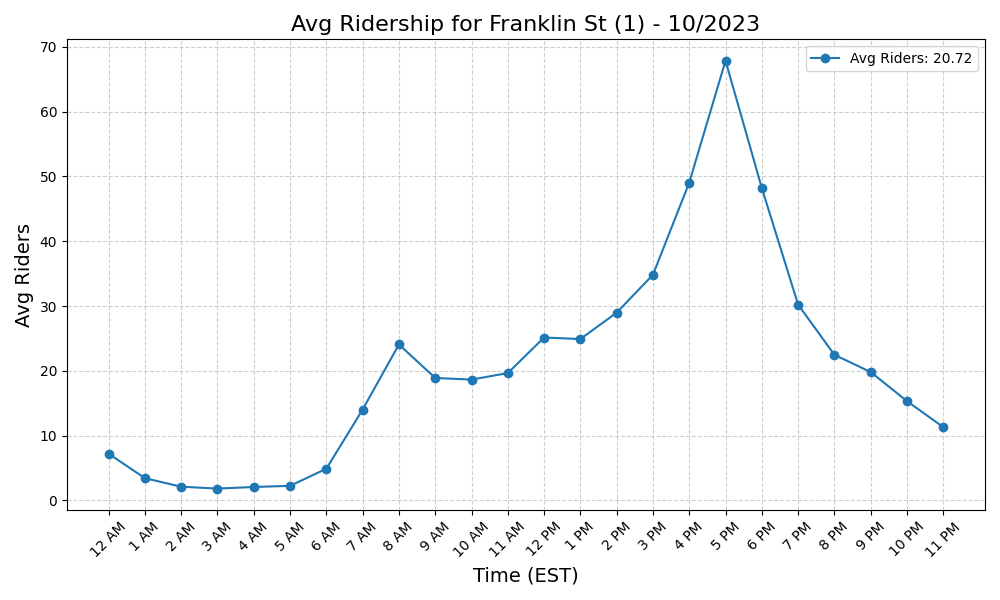 Avg Ridership for Franklin St (1) - 10/2023
Avg Riders: 20.72
Avg Riders
70
60
50
40
30
20
10
0
12 AM
1 AM
2 AM
3 AM
4 AM
5 AM
6 AM
7 AM
8 AM
9 AM
10 AM
11 AM
12 PM
1 PM
2 PM
3 PM
4 PM
5 PM
6 PM
7 PM
8 PM
9 PM
10 PM
11 PM
Time (EST)